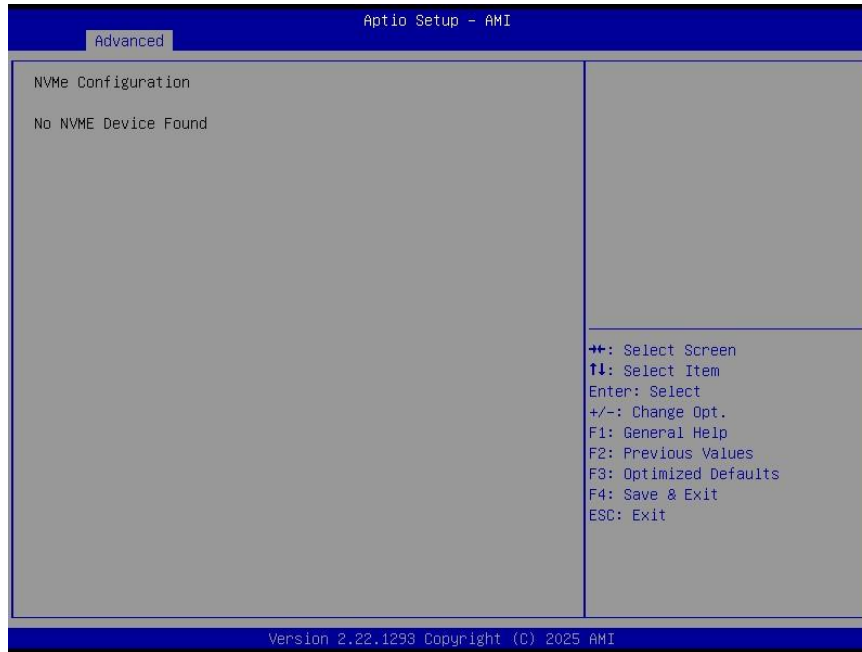 Aptio Setup – AMI
Advanced
NVMe Configuration
No NVME Device Found
→←: Select Screen
↑↓: Select Item
Enter: Select
+/-: Change Opt.
F1: General Help
F2: Previous Values
F3: Optimized Defaults
F4: Save & Exit
ESC: Exit
Version 2.22.1293 Copyright (C) 2025 AMI